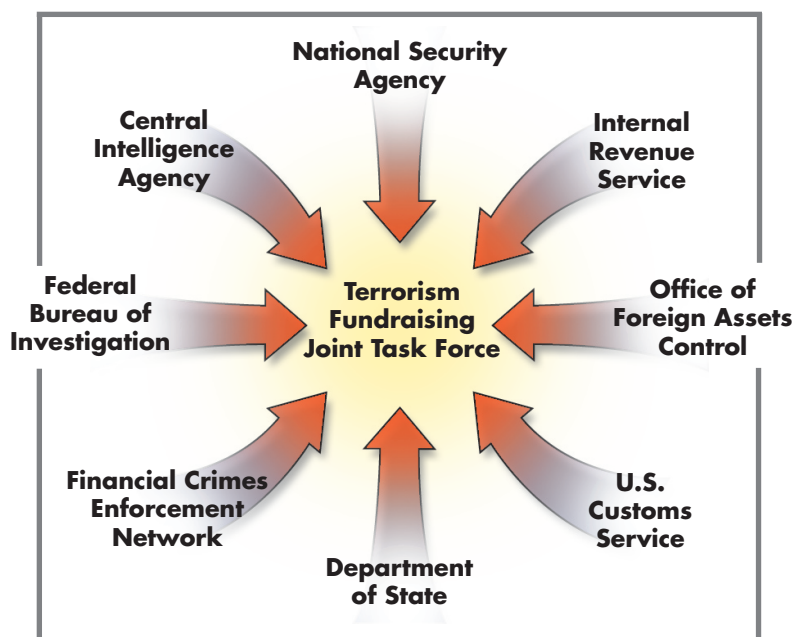 National Security
Agency
Central
Intelligence
Agency
Internal
Revenue
Service
Federal
Bureau of
Investigation
Terrorism
Fundraising
Joint Task Force
Office of
Foreign Assets
Control
Financial Crimes
Enforcement
Network
U.S.
Customs
Service
Department
of State